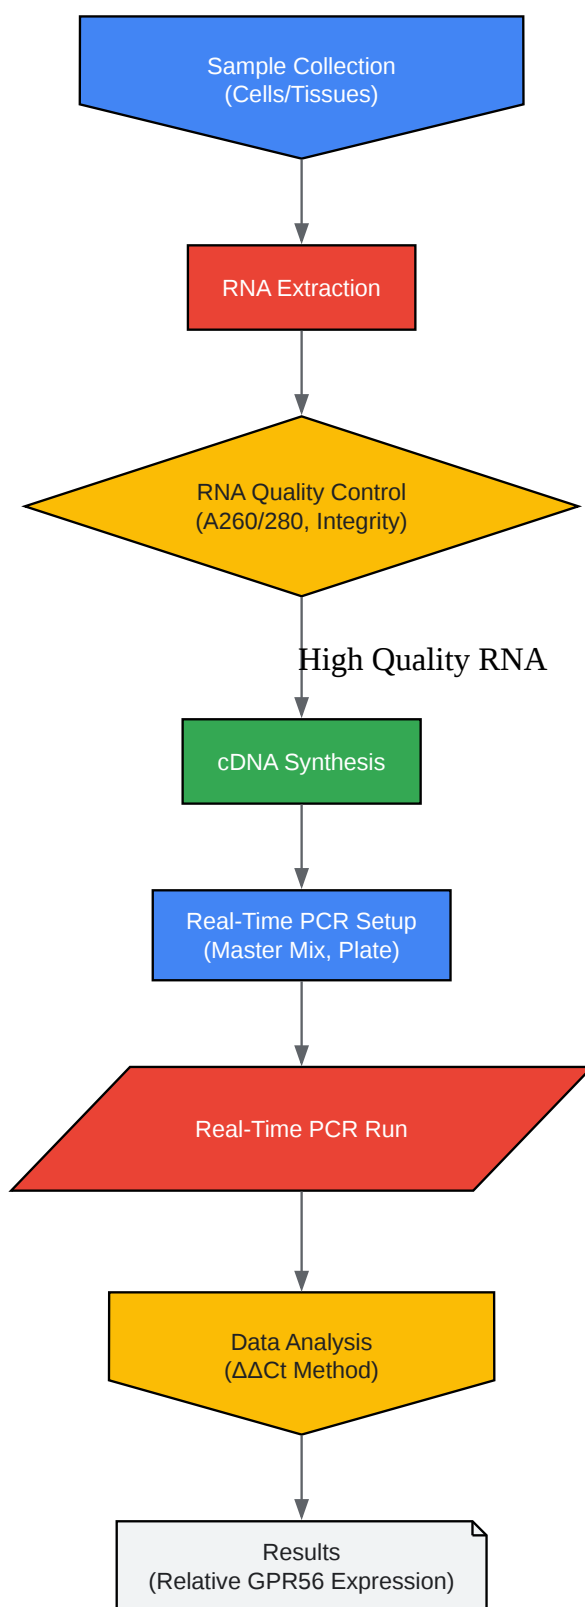 Sample Collection
(Cells/Tissues)
RNA Extraction
RNA Quality Control
(A260/280, Integrity)
High Quality RNA
cDNA Synthesis
Real-Time PCR Setup
(Master Mix, Plate)
Real-Time PCR Run
Data Analysis
(ΔΔCt Method)
Results
(Relative GPR56 Expression)